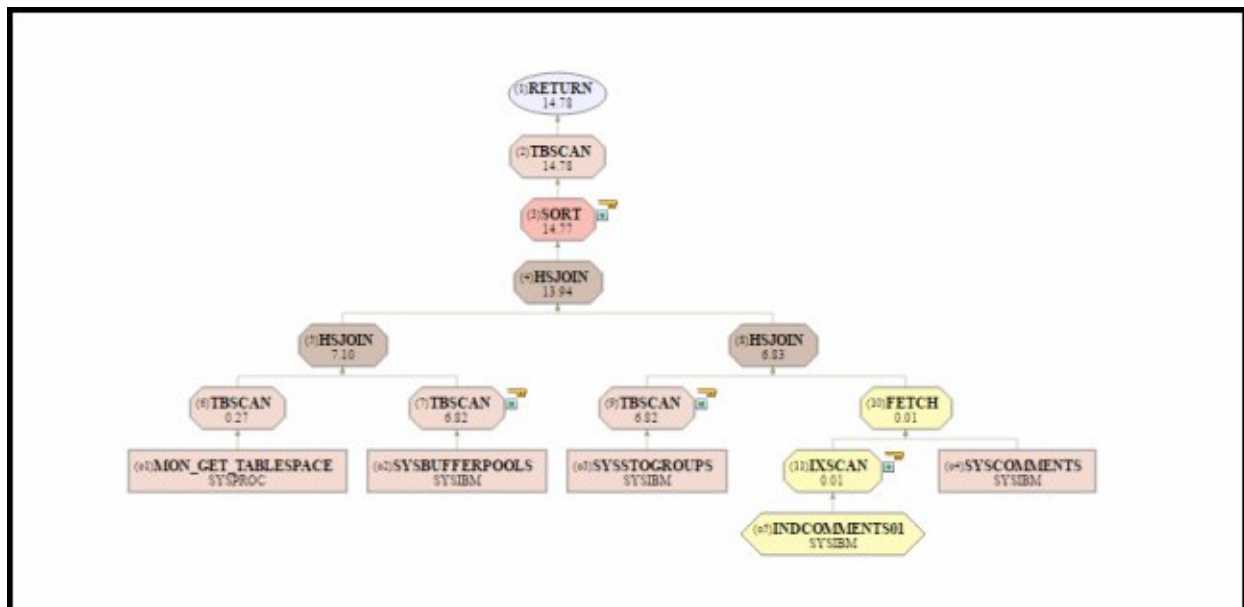 (1)RETURN
14.78
(2)TBSCAN
14.78
(3)SORT
14.77
(4)HSJOIN
13.94
(5)HSJOIN
7.10
(8)HSJOIN
6.83
(6)TBSCAN
0.27
(7)TBSCAN
6.82
(9)TBSCAN
6.82
(10)FETCH
0.01
(o1)MON_GET_TABLESPACE
SYSPROC
(o2)SYSBUFFERPOOLS
SYSIBM
(o3)SYSSTOGROUPS
SYSIBM
(11)IXSCAN
0.01
(o4)SYSCOMMENTS
SYSIBM
(o5)INDCOMMENTS01
SYSIBM